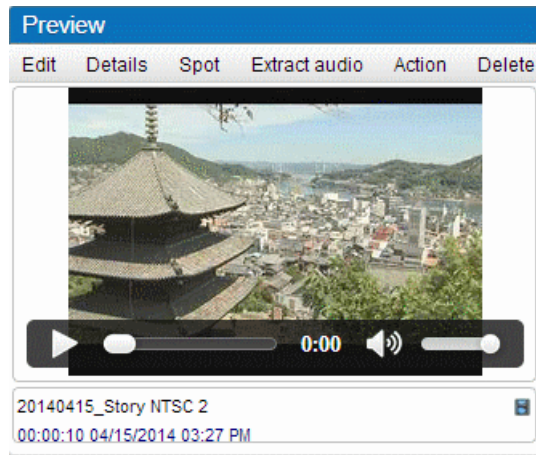 Preview
Edit Details Spot Extract audio Action Delete
0:00
20140415_Story NTSC 2
00:00:10 04/15/2014 03:27 PM